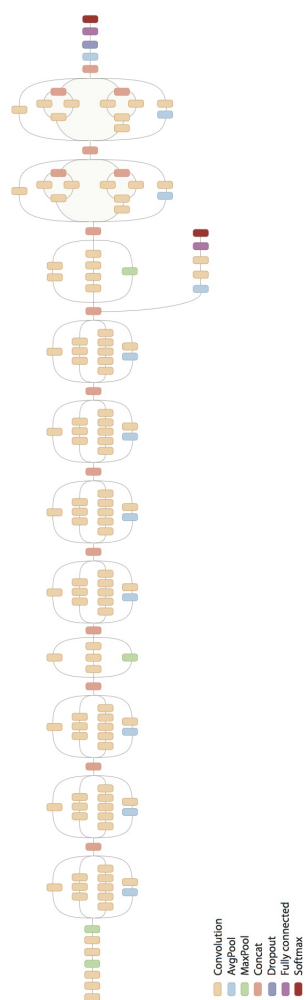 Convolution
AvgPool
MaxPool
Concat
Dropout
Fully connected
Softmax